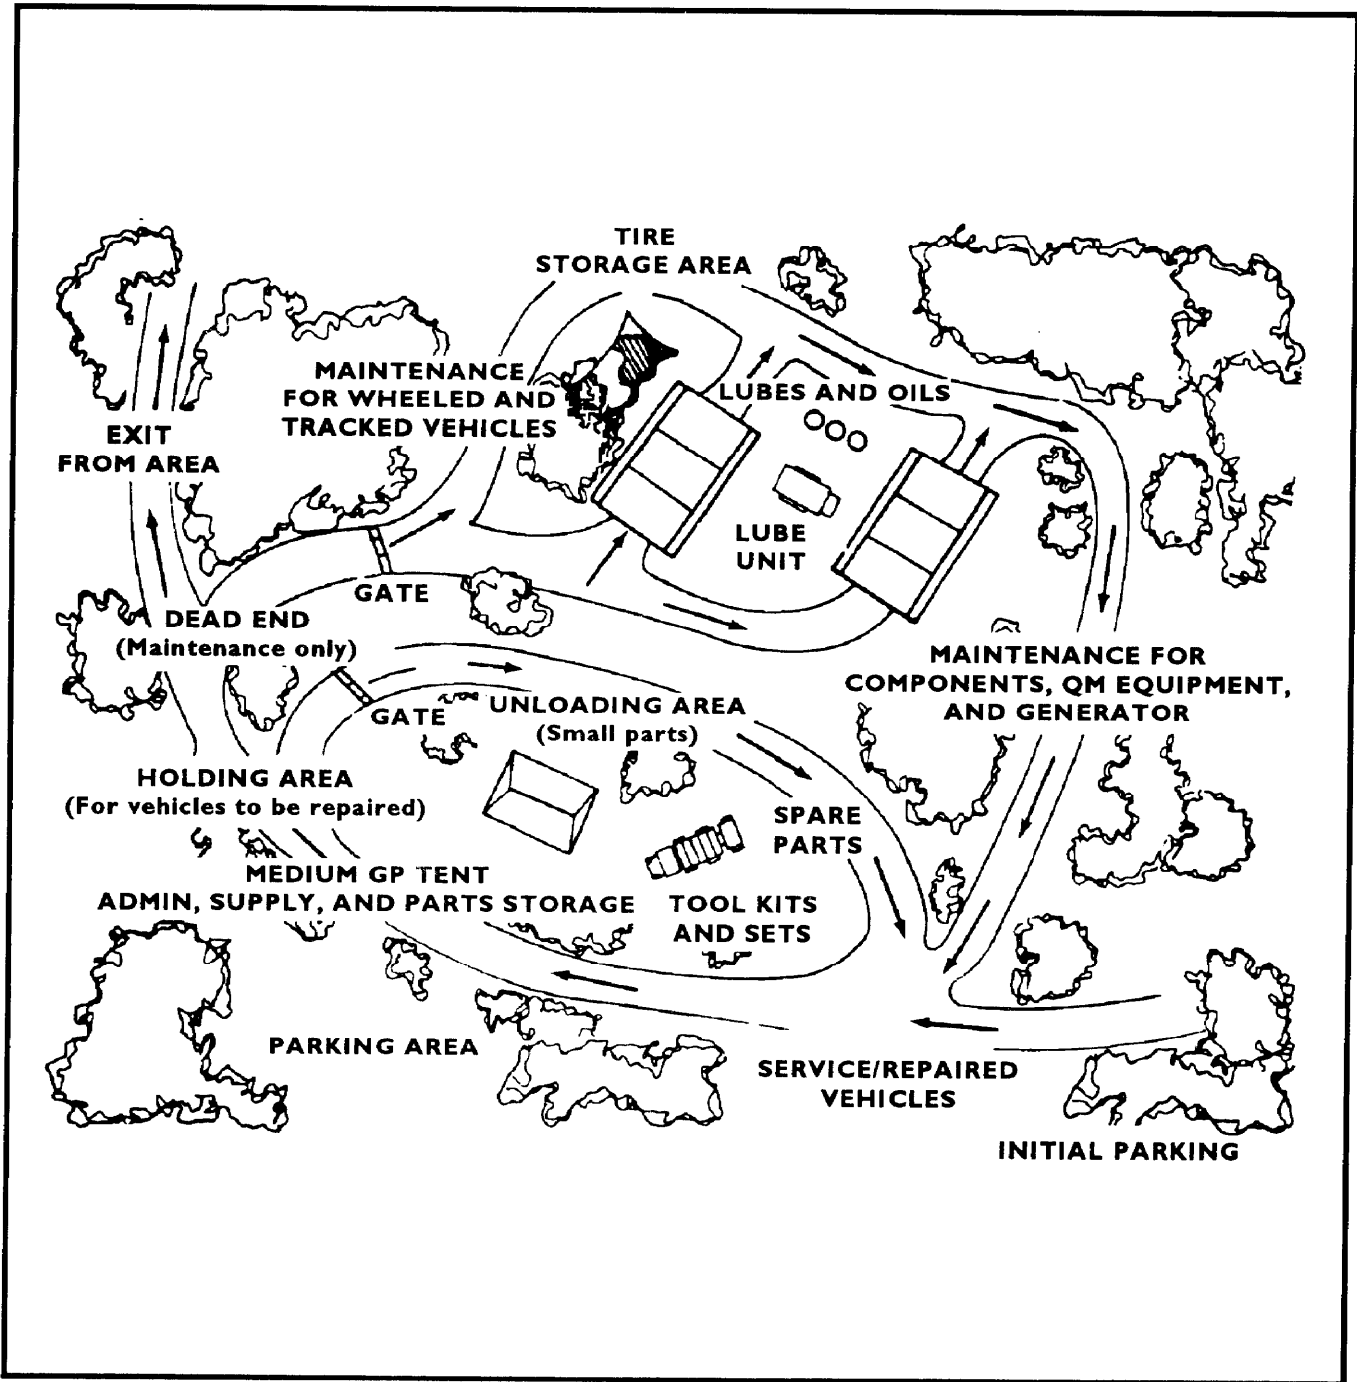 TIRE
STORAGE AREA
MAINTENANCE
FOR WHEELED AND
TRACKED VEHICLES
LUBES AND OILS
EXIT
FROM AREA
LUBE
UNIT
GATE
DEAD END
(Maintenance only)
MAINTENANCE FOR
COMPONENTS, QM EQUIPMENT,
AND GENERATOR
GATE
UNLOADING AREA
(Small parts)
HOLDING AREA
(For vehicles to be repaired)
SPARE
PARTS
MEDIUM GP TENT
ADMIN, SUPPLY, AND PARTS STORAGE
TOOL KITS
AND SETS
PARKING AREA
SERVICE/REPAIRED
VEHICLES
INITIAL PARKING